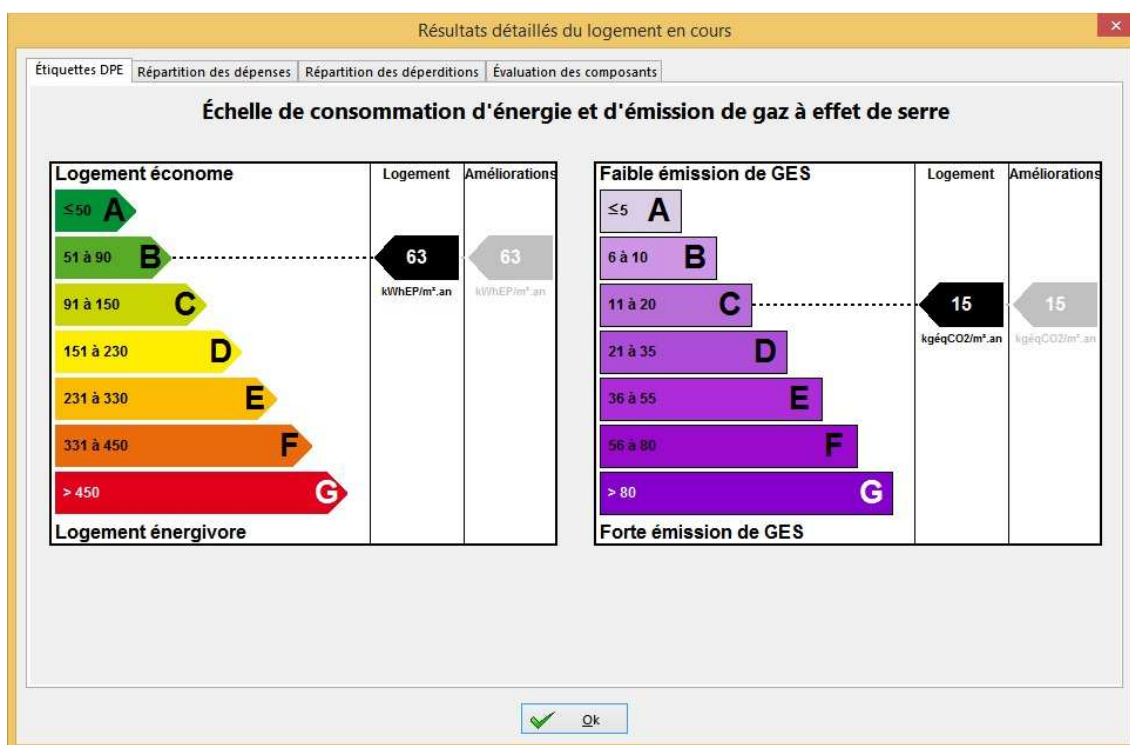 Résultats détaillés du logement en cours
×
Étiquettes DPE Répartition des dépenses Répartition des déperditions Évaluation des composants
Échelle de consommation d'énergie et d'émission de gaz à effet de serre
Logement économe Logement Améliorations
≤50 A
51 à 90 B 63 63
kWhEP/m².an kWhEP/m².an
91 à 150 C
151 à 230 D
231 à 330 E
331 à 450 F
> 450 G
Logement énergivore
Faible émission de GES Logement Améliorations
≤5 A
6 à 10 B
11 à 20 C 15 15
kgéqCO2/m².an kgéqCO2/m².an
21 à 35 D
36 à 55 E
56 à 80 F
> 80 G
Forte émission de GES
Ok